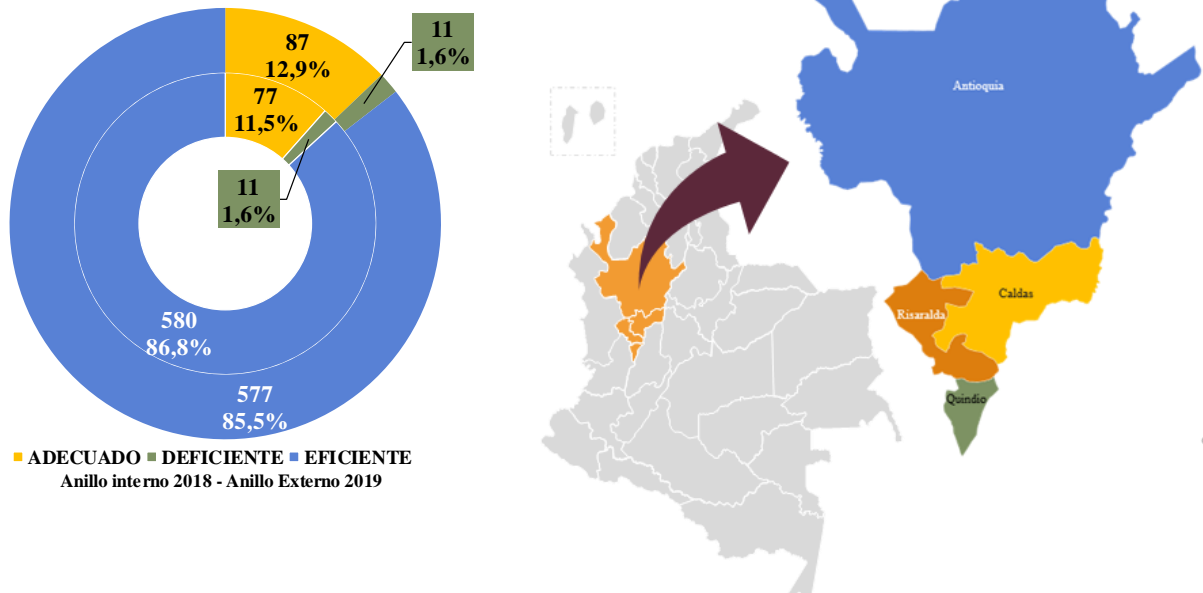 87
12,9%
11
1,6%
77
11,5%
11
1,6%
580
86,8%
577
85,5%
ADECUADO DEFICIENTE EFICIENTE
Anillo interno 2018 - Anillo Externo 2019
Antioquia
Caldas
Risaralda
Quindio